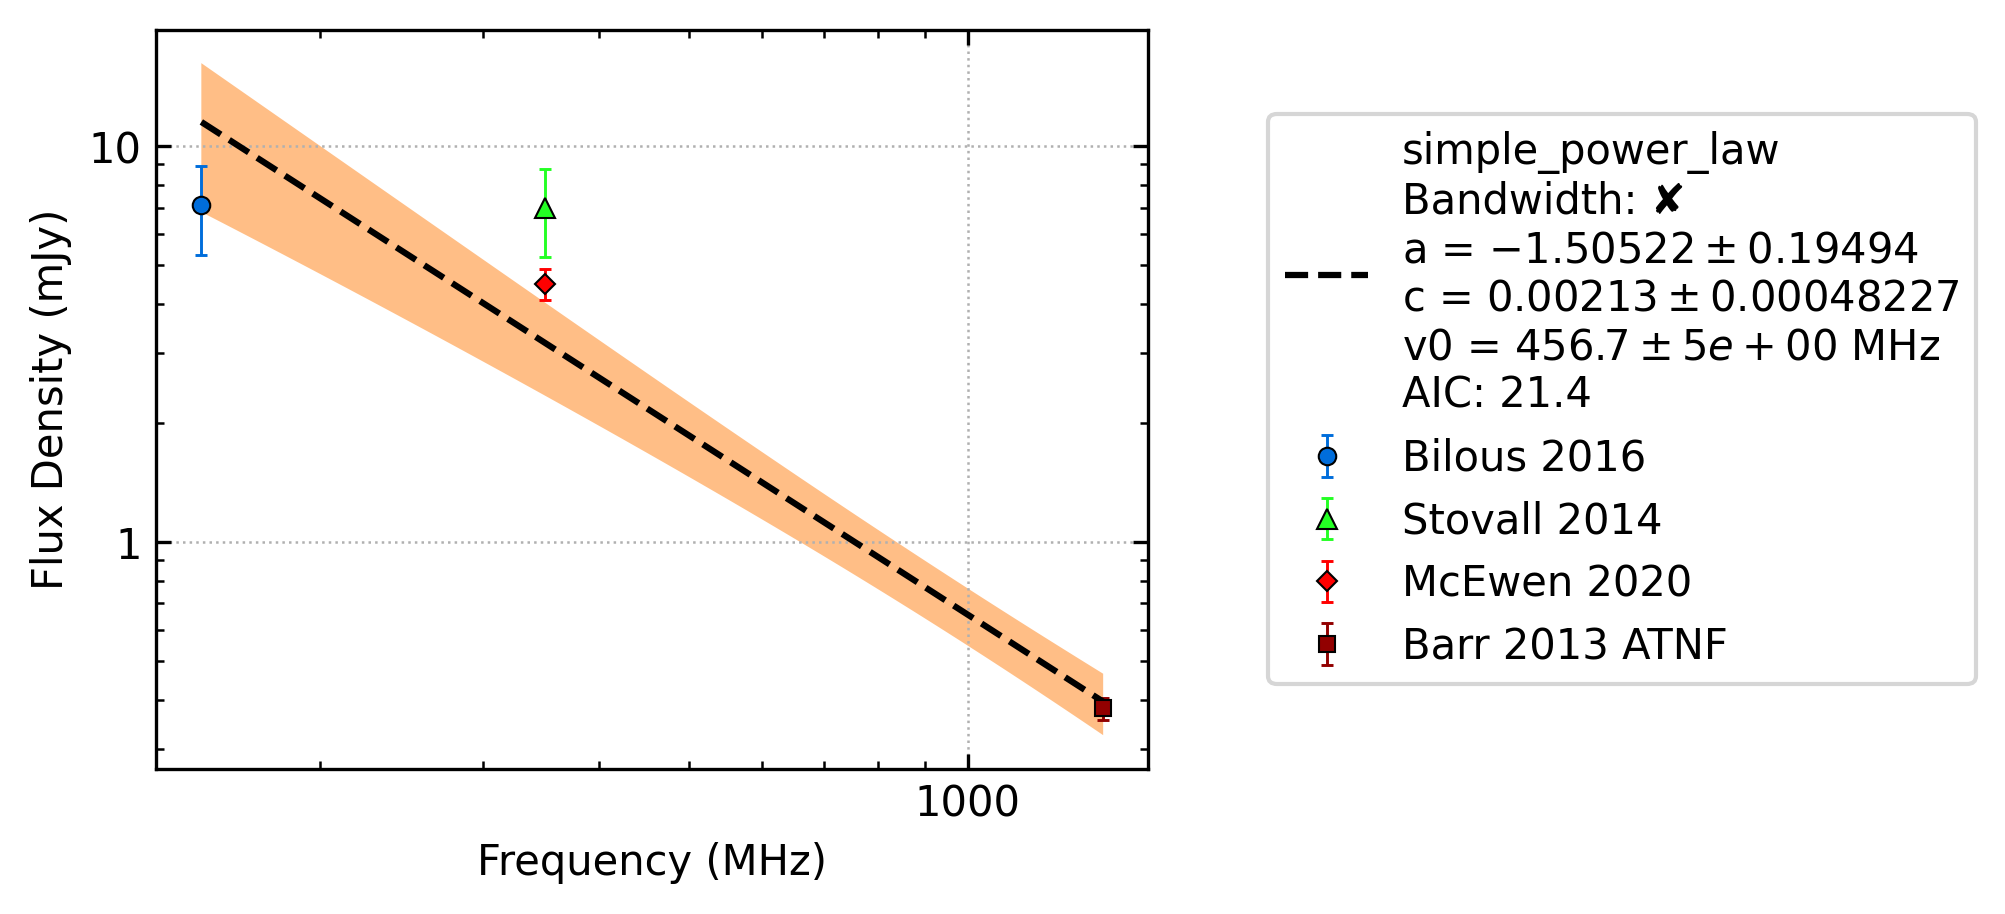 10
1
Flux Density (mJy)
1000
Frequency (MHz)
simple_power_law
Bandwidth: ✘
a = −1.50522 ± 0.19494
c = 0.00213 ± 0.00048227
v0 = 456.7 ± 5e + 00 MHz
AIC: 21.4
Bilous 2016
Stovall 2014
McEwen 2020
Barr 2013 ATNF